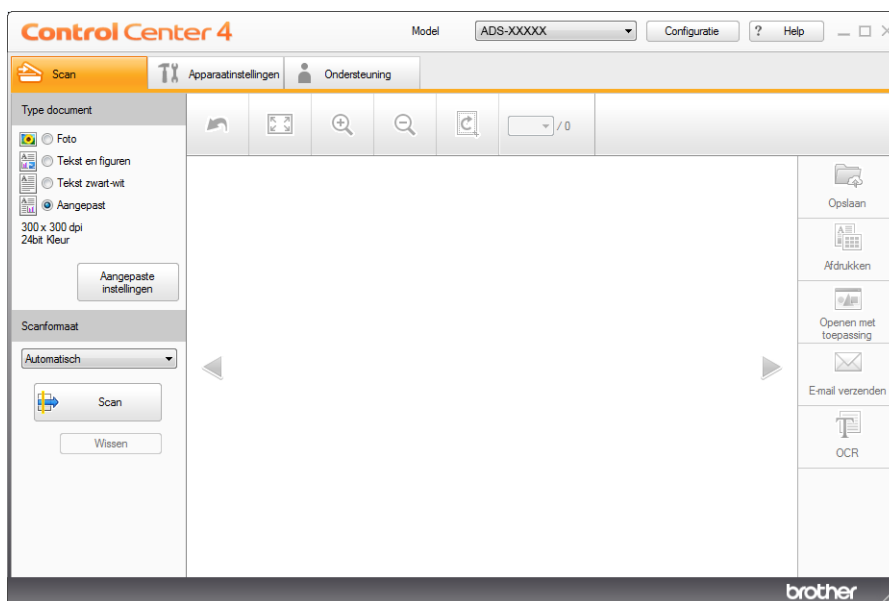 Control Center 4
Model
ADS-XXXXX
Configuratie
? Help
Scan
Apparaatinstellingen
Ondersteuning
Type document
Foto
Tekst en figuren
Tekst zwart-wit
Aangepast
300 x 300 dpi
24bit Kleur
Aangepaste
instellingen
Scanformaat
Automatisch
Scan
Wissen
/ 0
Opslaan
Afdrukken
Openen met
toepassing
E-mail verzenden
OCR
brother